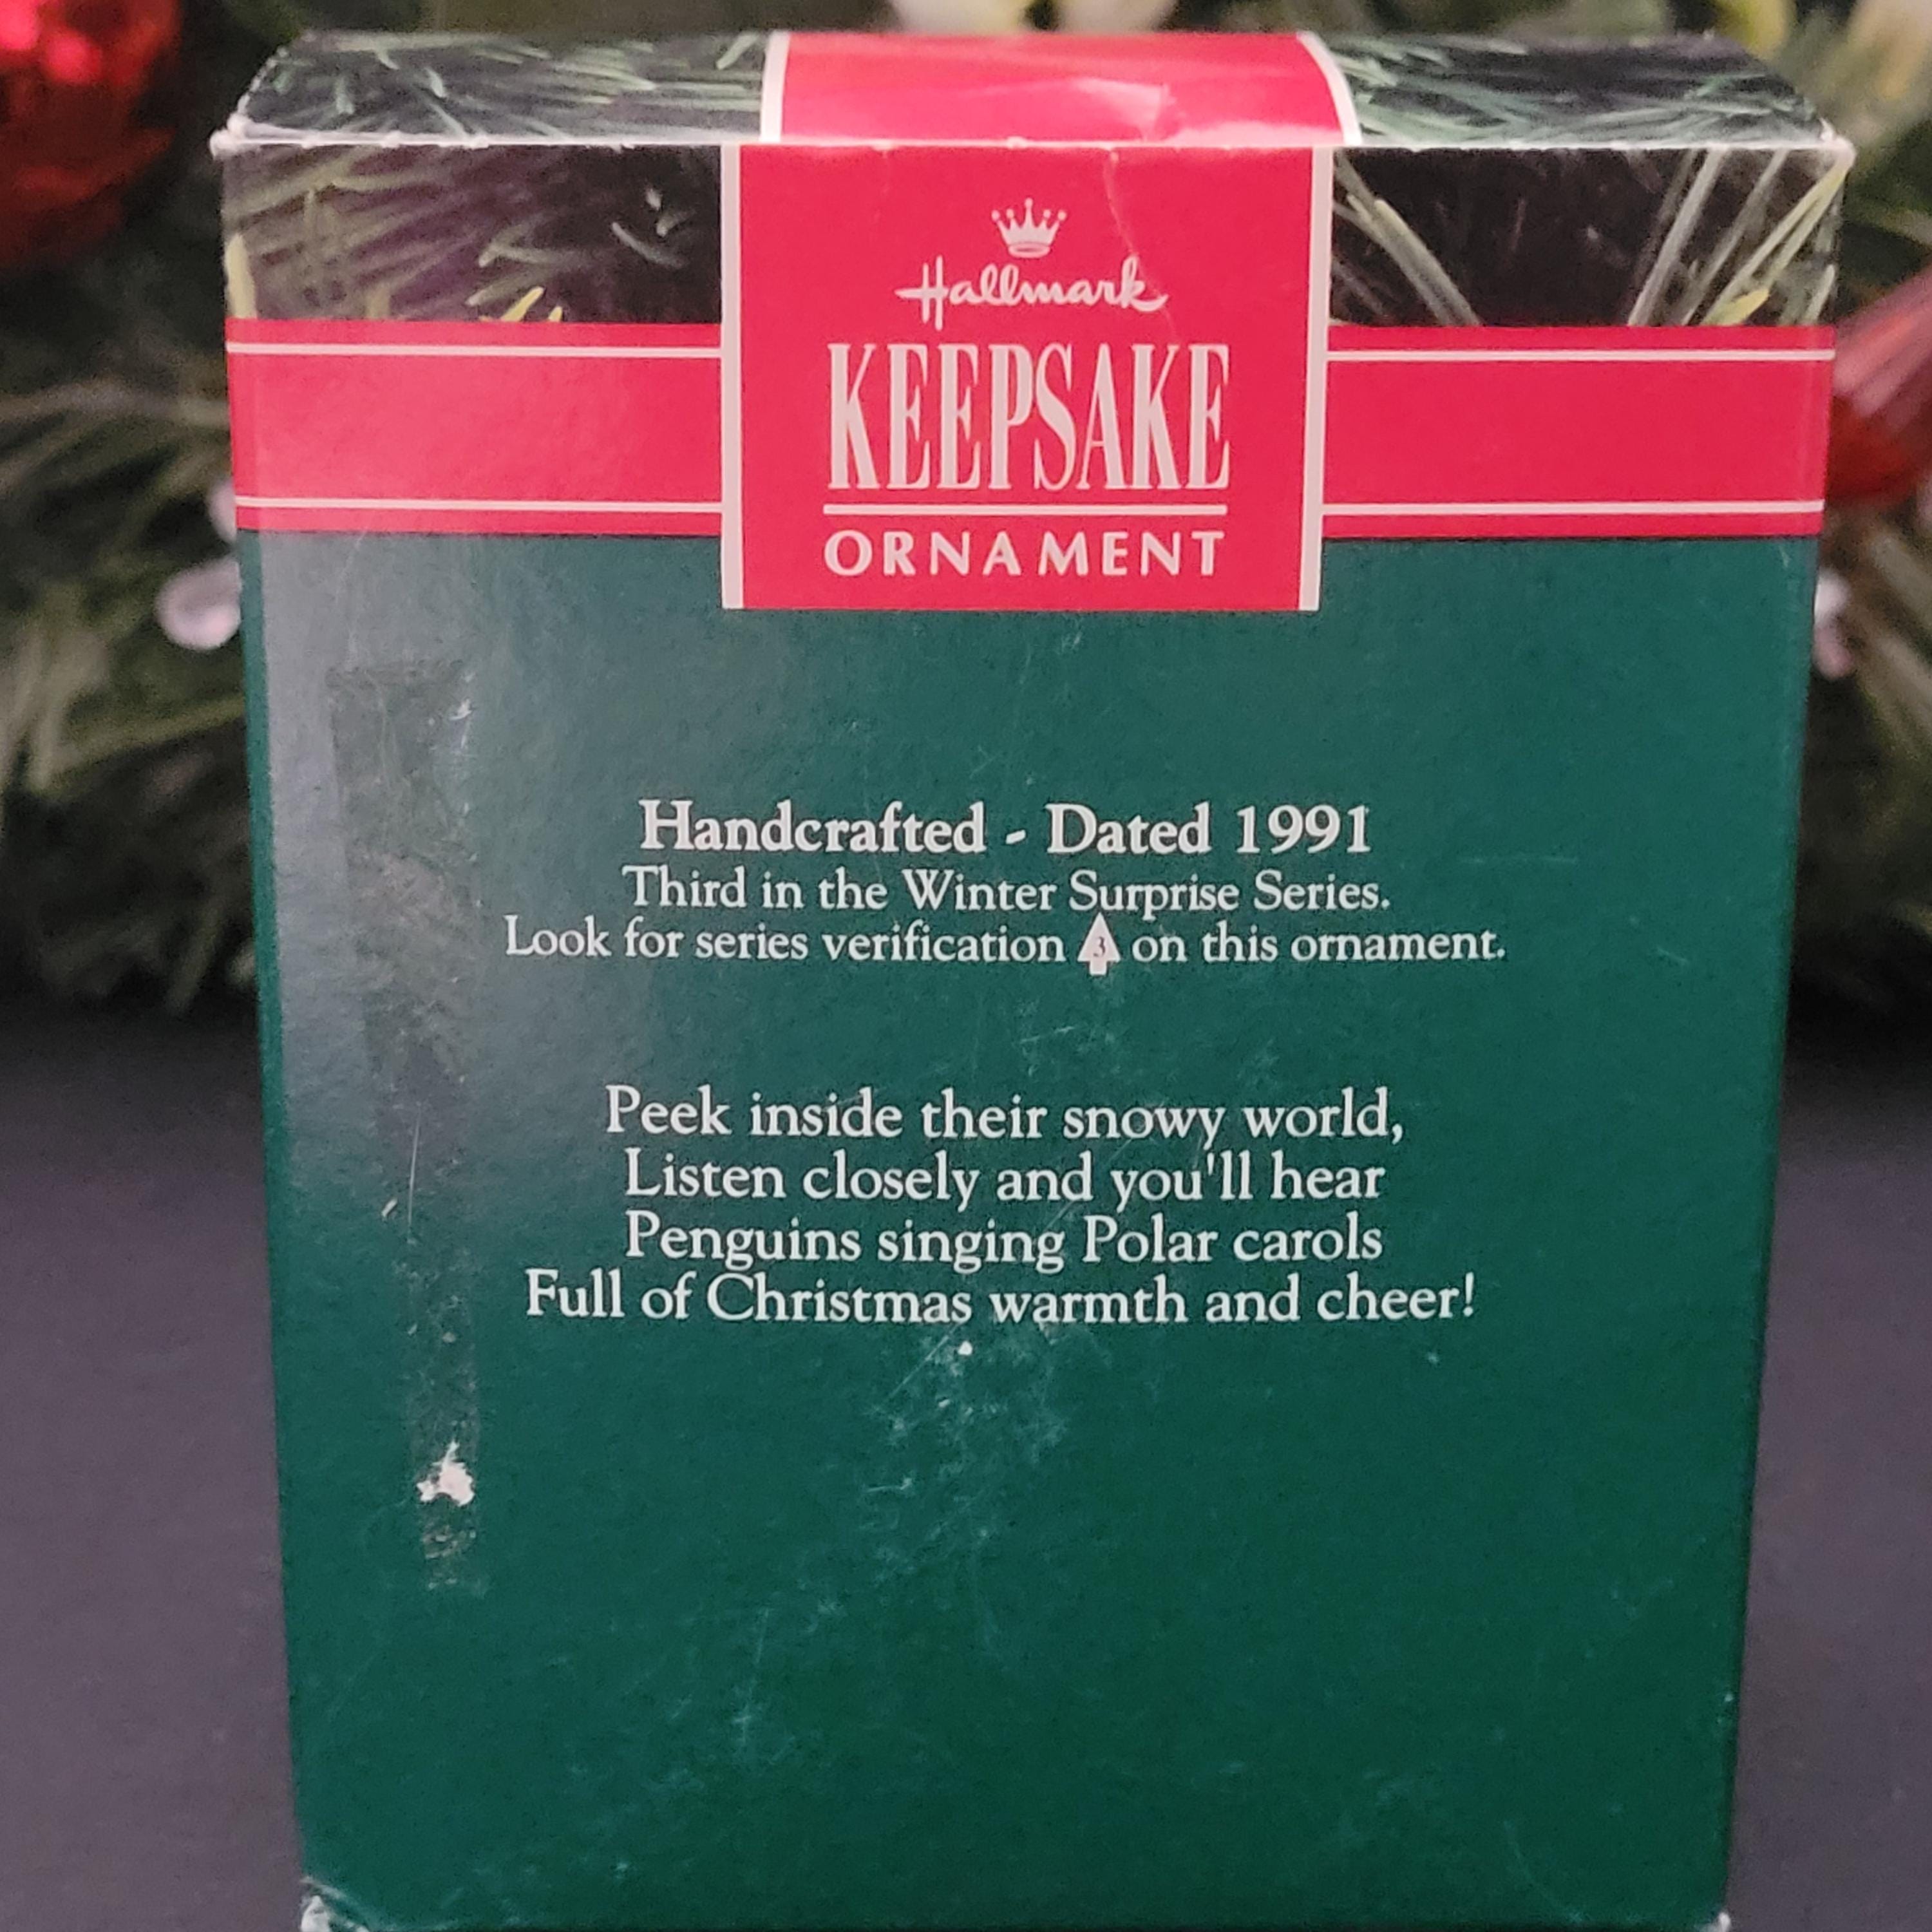 Hallmark
KEEPSAKE
ORNAMENT
Handcrafted - Dated 1991
Third in the Winter Surprise Series.
Look for series verification 3 on this ornament.
Peek inside their snowy world,
Listen closely and you'll hear
Penguins singing Polar carols
Full of Christmas warmth and cheer!